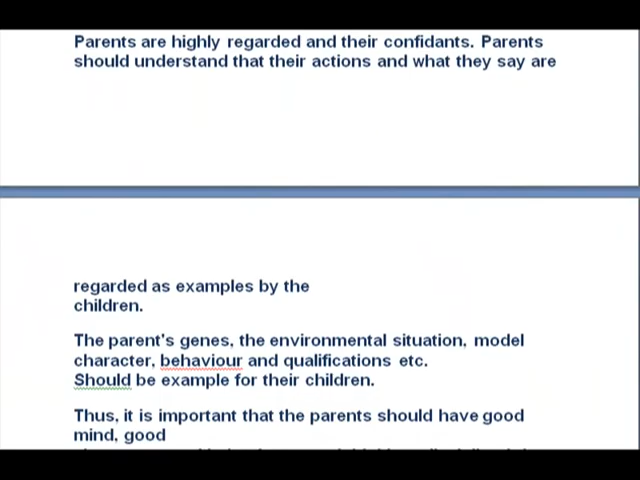 Parents are highly regarded and their confidants. Parents
should understand that their actions and what they say are
regarded as examples by the
children.
The parent's genes, the environmental situation, model
character, behaviour and qualifications etc.
Should be example for their children.
Thus, it is important that the parents should have good
mind, good